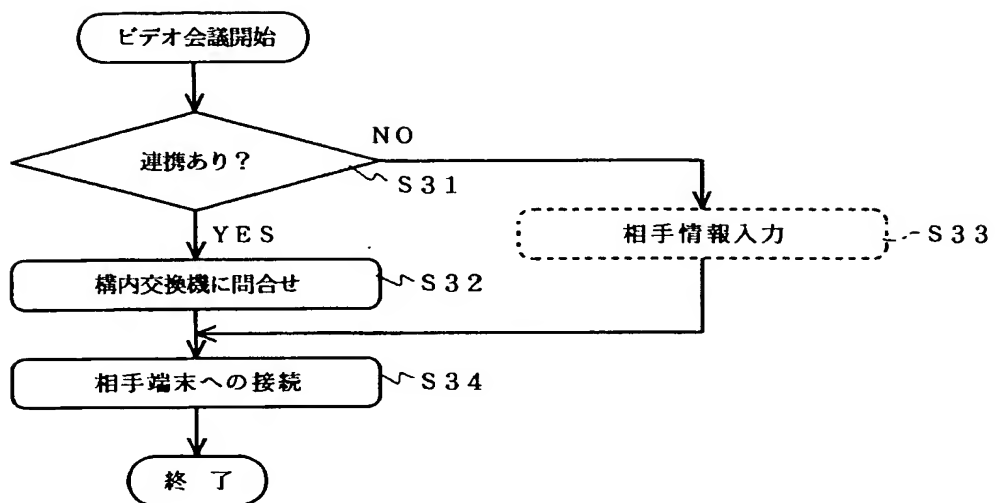 ビデオ会議開始
連携あり?
NO
S31
YES
相手情報入力
S33
構内交換機に問合せ
S32
相手端末への接続
S34
終 了